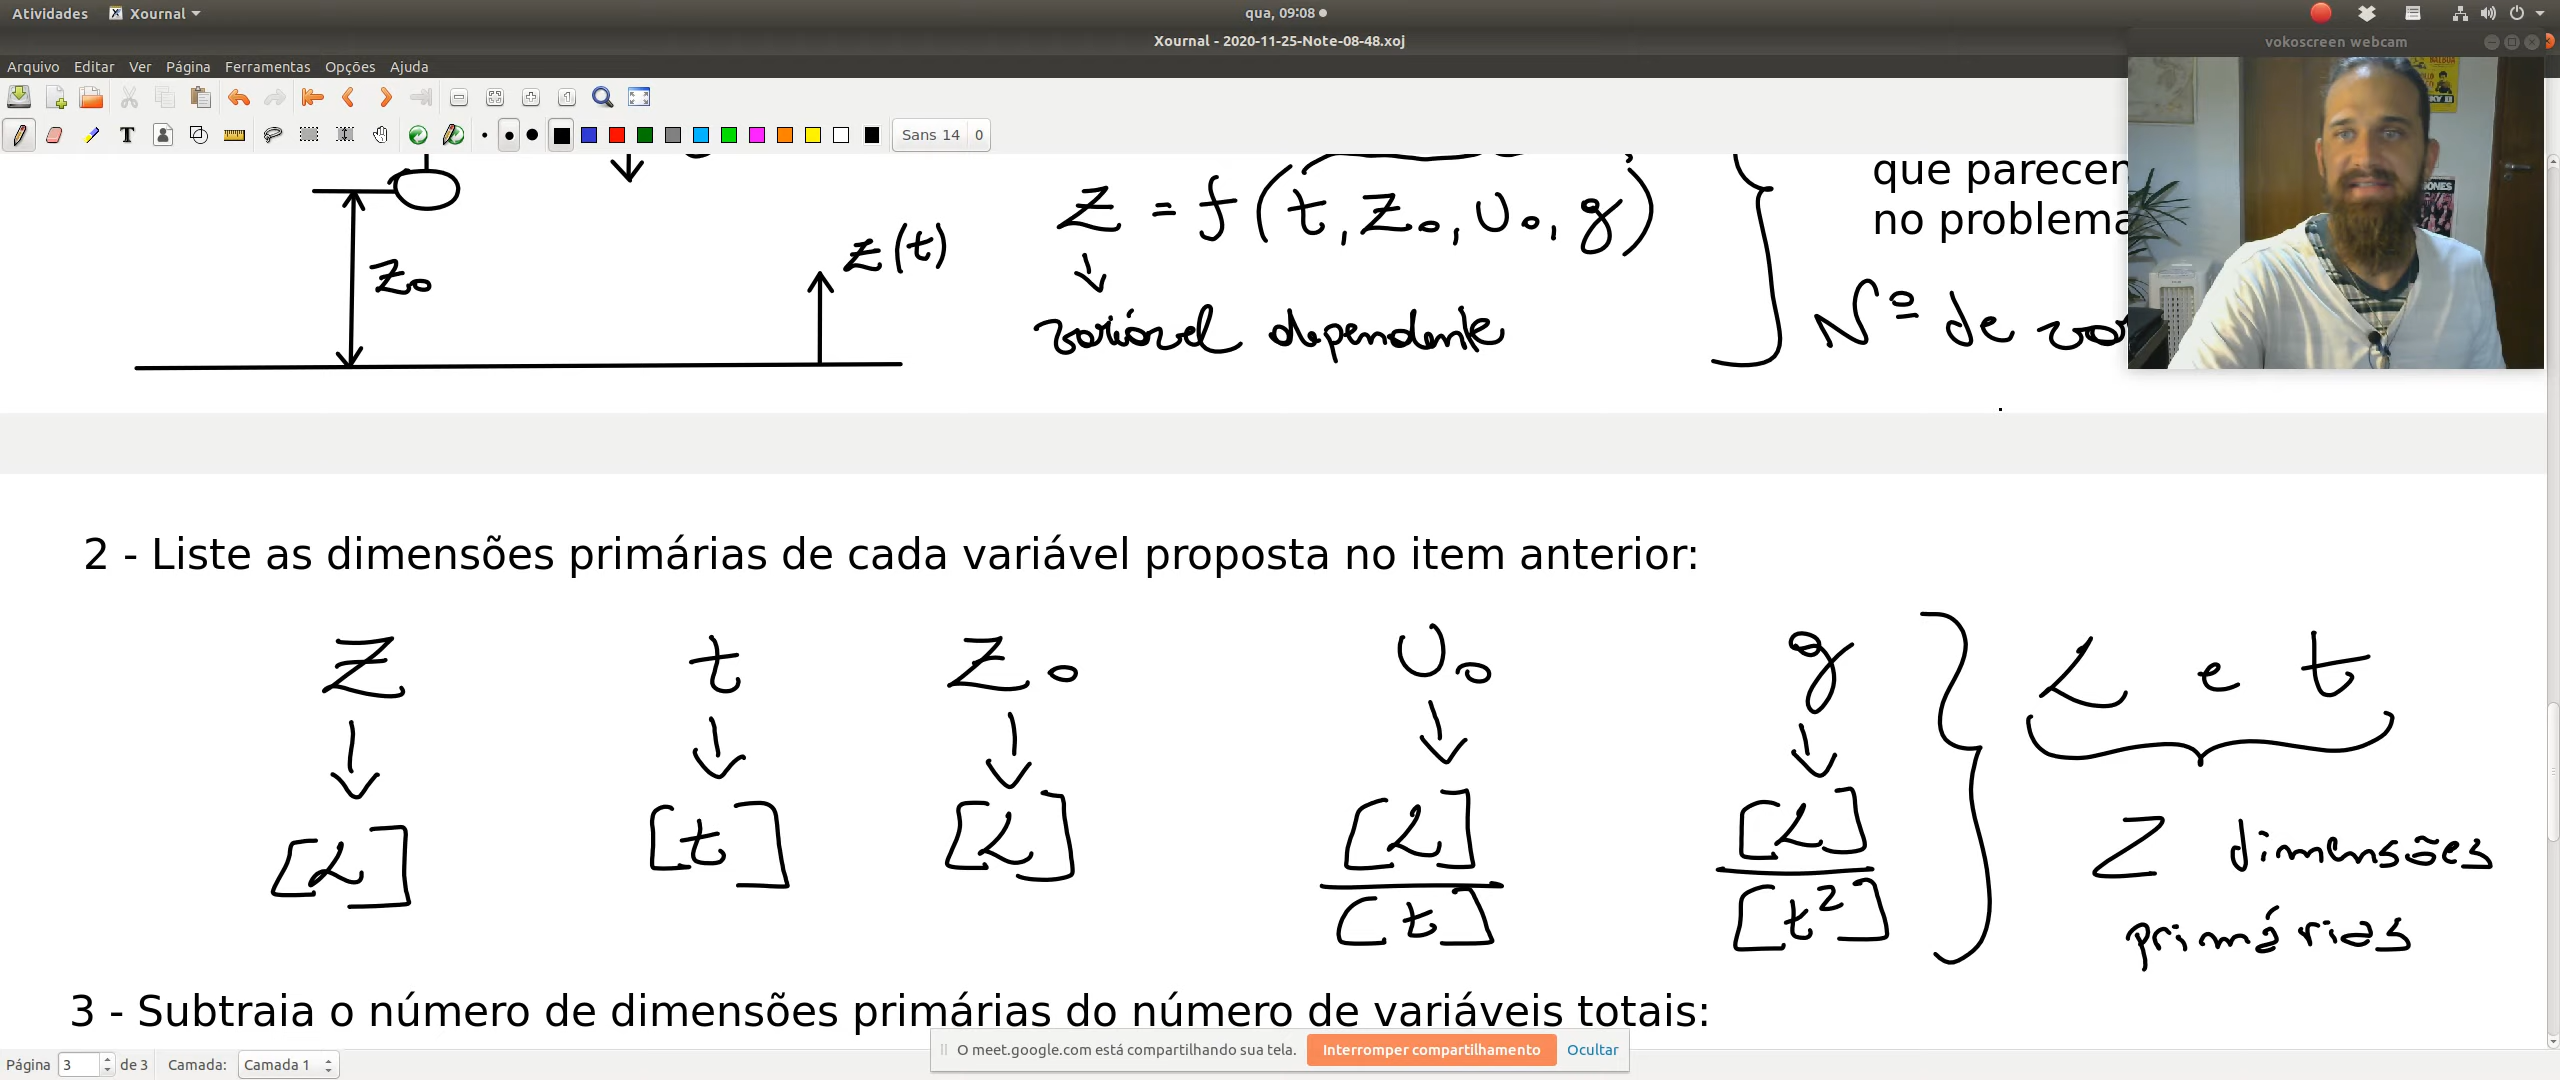 Atividades Xournal qua, 09:08
Xournal - 2020-11-25-Note-08-48.xoj
vokoscreen webcam
Arquivo Editar Ver Página Ferramentas Opções Ajuda
Sans 14 0
que parecem
no problema
z = f(t, z₀, υ₀, g)
z(t)
z₀
variável dependente
Nº de var
2 - Liste as dimensões primárias de cada variável proposta no item anterior:
z t z₀ υ₀ g L e t
[L] [t] [L] [L]/[t] [L]/[t²]
2 dimensões
primárias
3 - Subtraia o número de dimensões primárias do número de variáveis totais:
O meet.google.com está compartilhando sua tela. Interromper compartilhamento Ocultar
Página 3 de 3 Camada: Camada 1